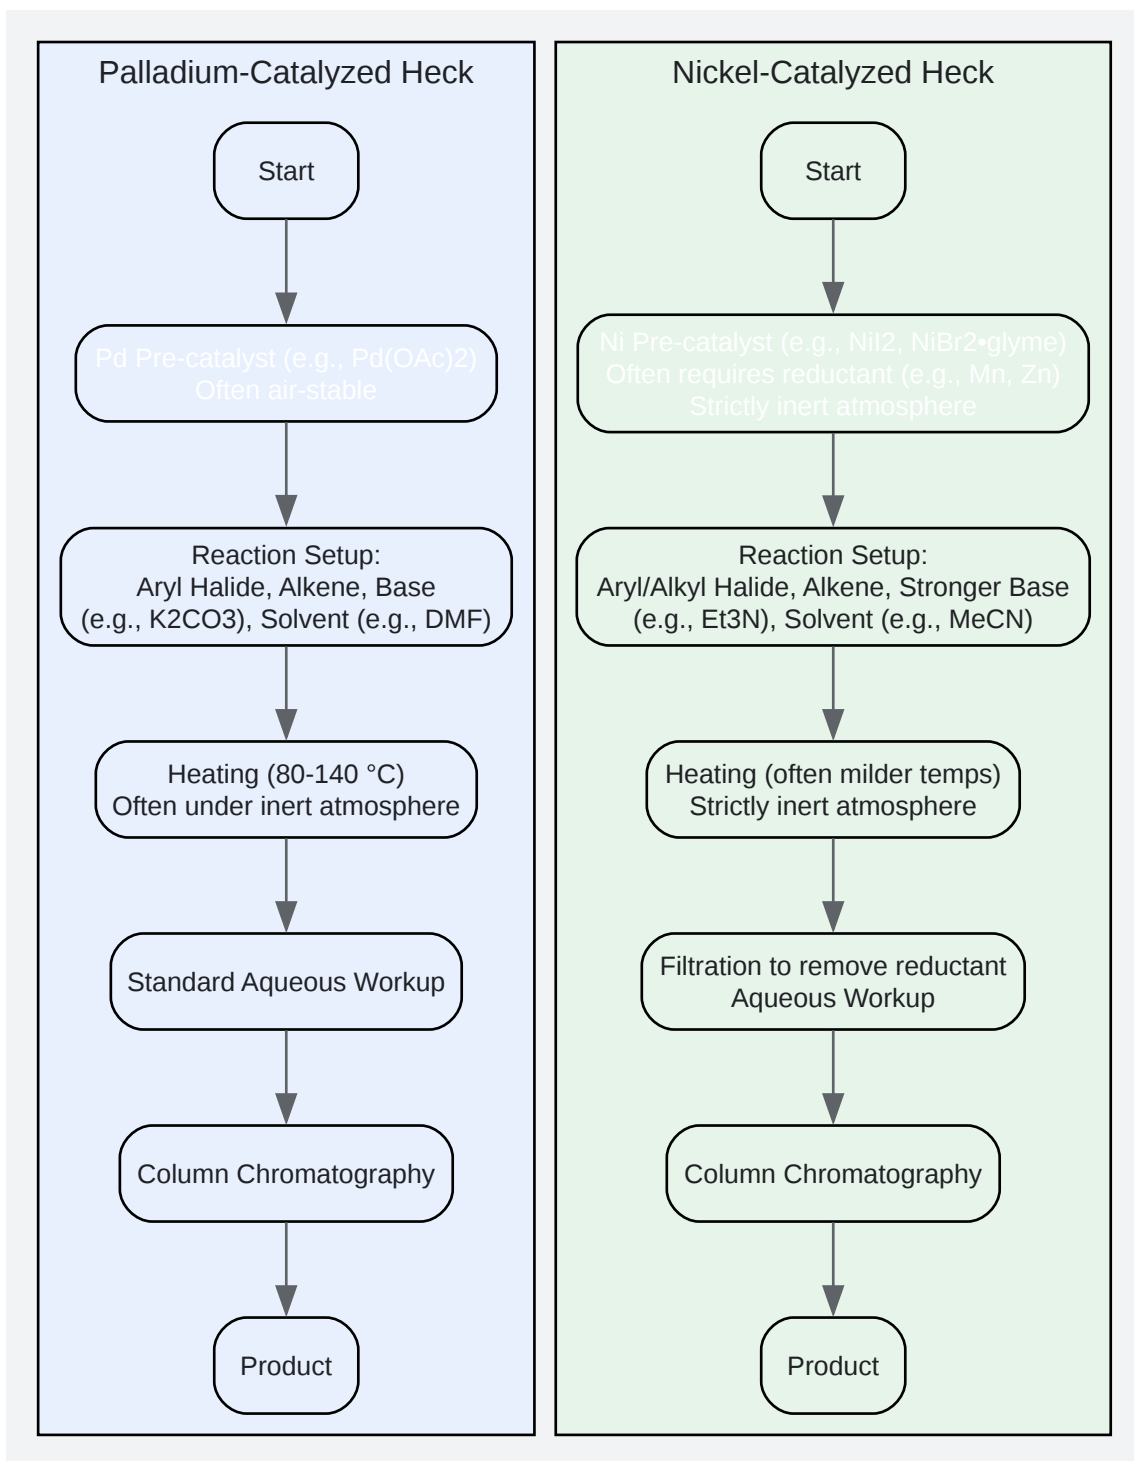 Palladium-Catalyzed Heck
Start
Pd Pre-catalyst (e.g., Pd(OAc)2)
Often air-stable
Reaction Setup:
Aryl Halide, Alkene, Base
(e.g., K2CO3), Solvent (e.g., DMF)
Heating (80-140 °C)
Often under inert atmosphere
Standard Aqueous Workup
Column Chromatography
Product
Nickel-Catalyzed Heck
Start
Ni Pre-catalyst (e.g., NiI2, NiBr2•glyme)
Often requires reductant (e.g., Mn, Zn)
Strictly inert atmosphere
Reaction Setup:
Aryl/Alkyl Halide, Alkene, Stronger Base
(e.g., Et3N), Solvent (e.g., MeCN)
Heating (often milder temps)
Strictly inert atmosphere
Filtration to remove reductant
Aqueous Workup
Column Chromatography
Product